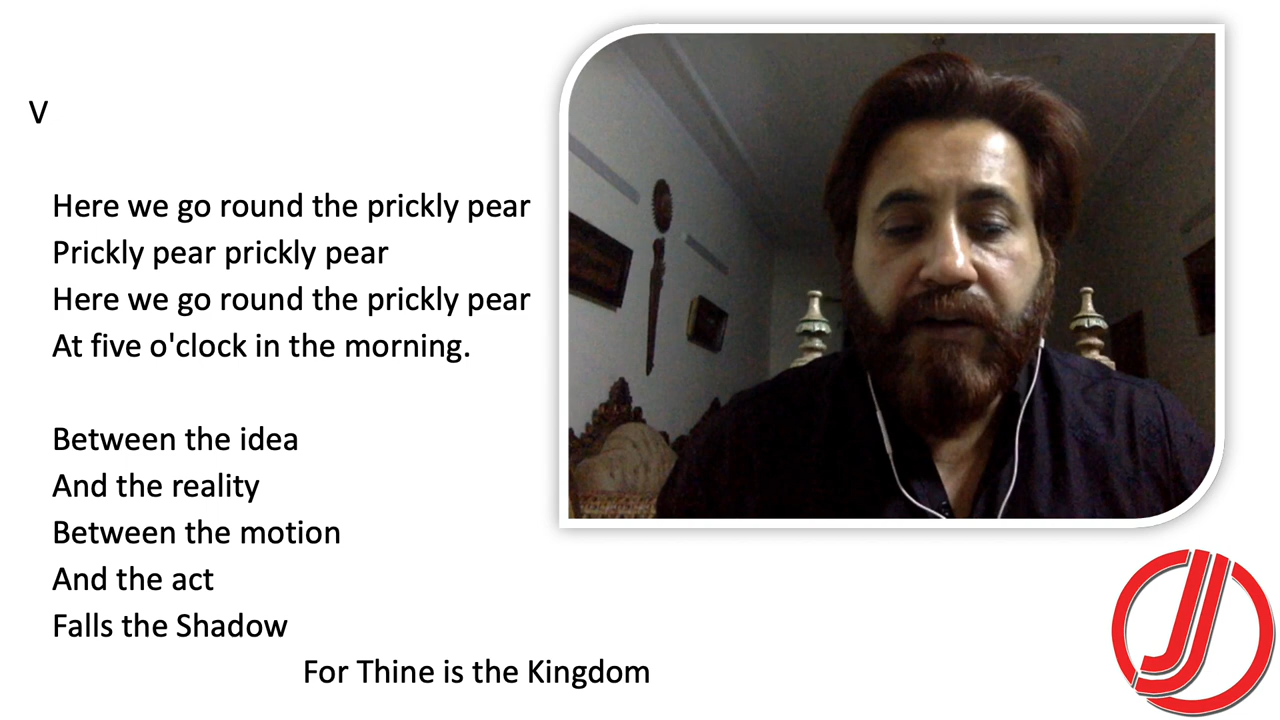 V
Here we go round the prickly pear
Prickly pear prickly pear
Here we go round the prickly pear
At five o'clock in the morning.
Between the idea
And the reality
Between the motion
And the act
Falls the Shadow
For Thine is the Kingdom